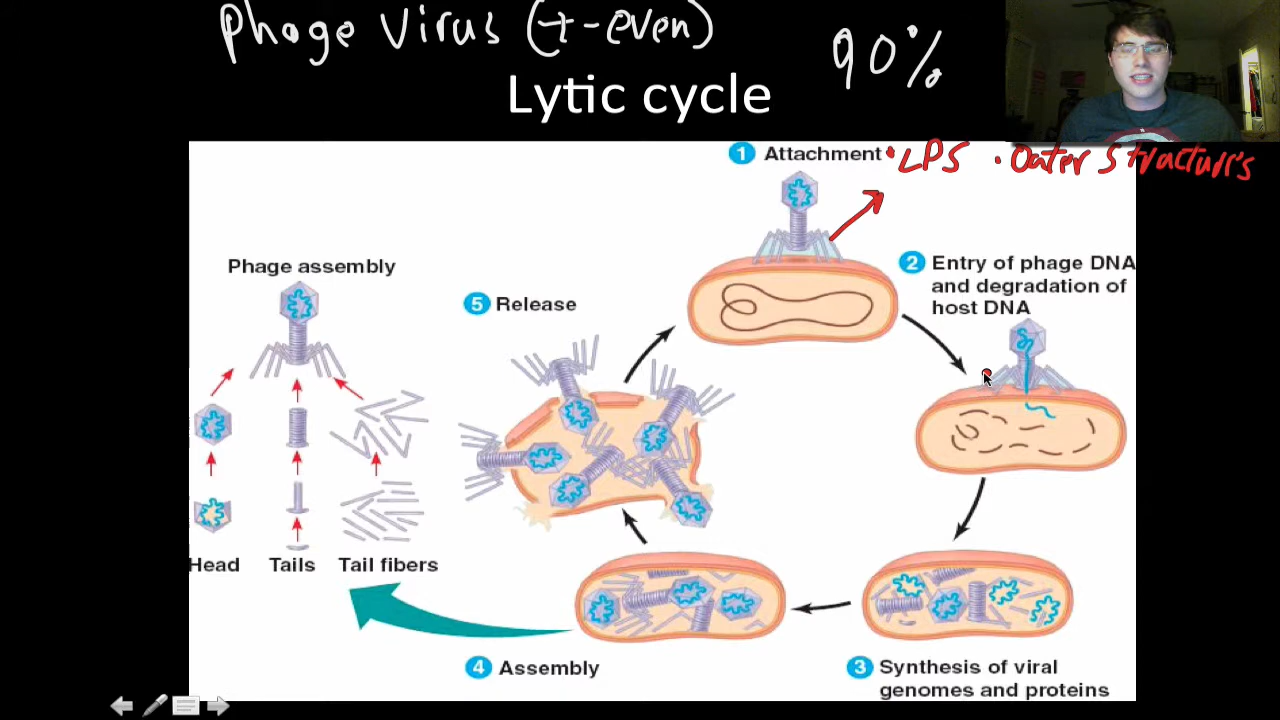 Phage virus (T-even)
90%
Lytic cycle
1 Attachment
• LPS • Outer Structure's
2 Entry of phage DNA
and degradation of
host DNA
Phage assembly
5 Release
Head Tails Tail fibers
4 Assembly
3 Synthesis of viral
genomes and proteins